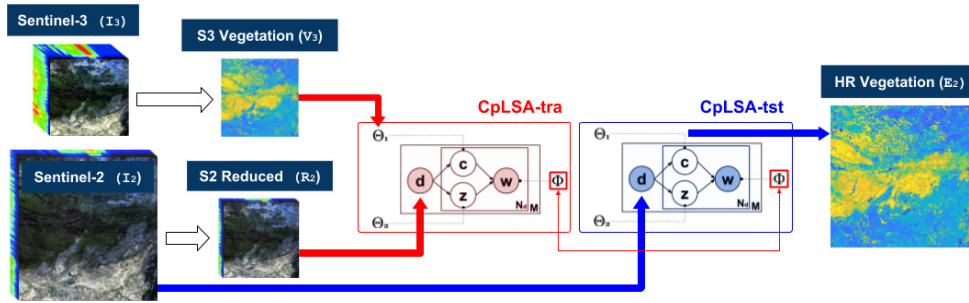 Sentinel-3 (I3)
S3 Vegetation (V3)
CpLSA-tra
CpLSA-tst
HR Vegetation (E2)
Θ1
c
d
w
z
Φ
Nd M
Θ2
Θ1
c
d
w
z
Φ
Nd M
Θ2
Sentinel-2 (I2)
S2 Reduced (R2)